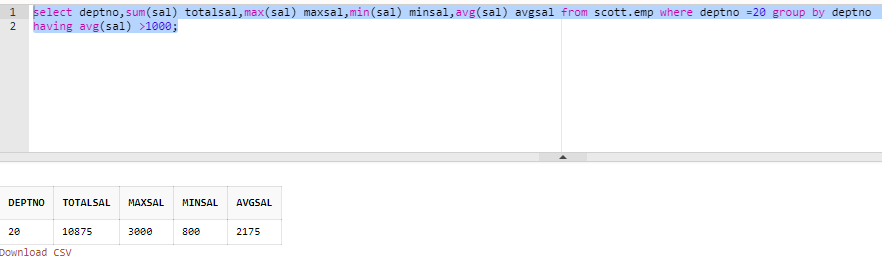 1 select deptno,sum(sal) totalsal,max(sal) maxsal,min(sal) minsal,avg(sal) avgsal from scott.emp where deptno =20 group by deptno
2 having avg(sal) >1000;
DEPTNO TOTALSAL MAXSAL MINSAL AVGSAL
20 10875 3000 800 2175
Download CSV